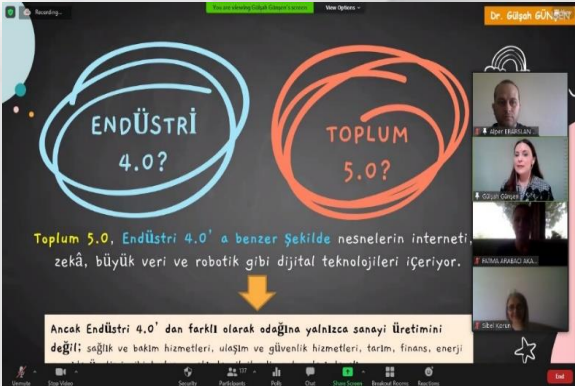 Recording...
You are viewing Gülşah Günşen's screen
View Options
Dr. Gülşah GÜNŞEN
ENDÜSTRİ
4.0?
TOPLUM
5.0?
Alper
Gülşah Günşen
FATMA ARABACI
Sibel Korun
Toplum 5.0, Endüstri 4.0' a benzer şekilde nesnelerin interneti,
zekâ, büyük veri ve robotik gibi dijital teknolojileri içeriyor.
Ancak Endüstri 4.0' dan farklı olarak odağına yalnızca sanayi üretimini
değil; sağlık ve bakım hizmetleri, ulaşım ve güvenlik hizmetleri, tarım, finans, enerji
Unmute
Stop Video
Security
Participants
137
Polls
Chat
Share Screen
Breakout Rooms
Reactions
End